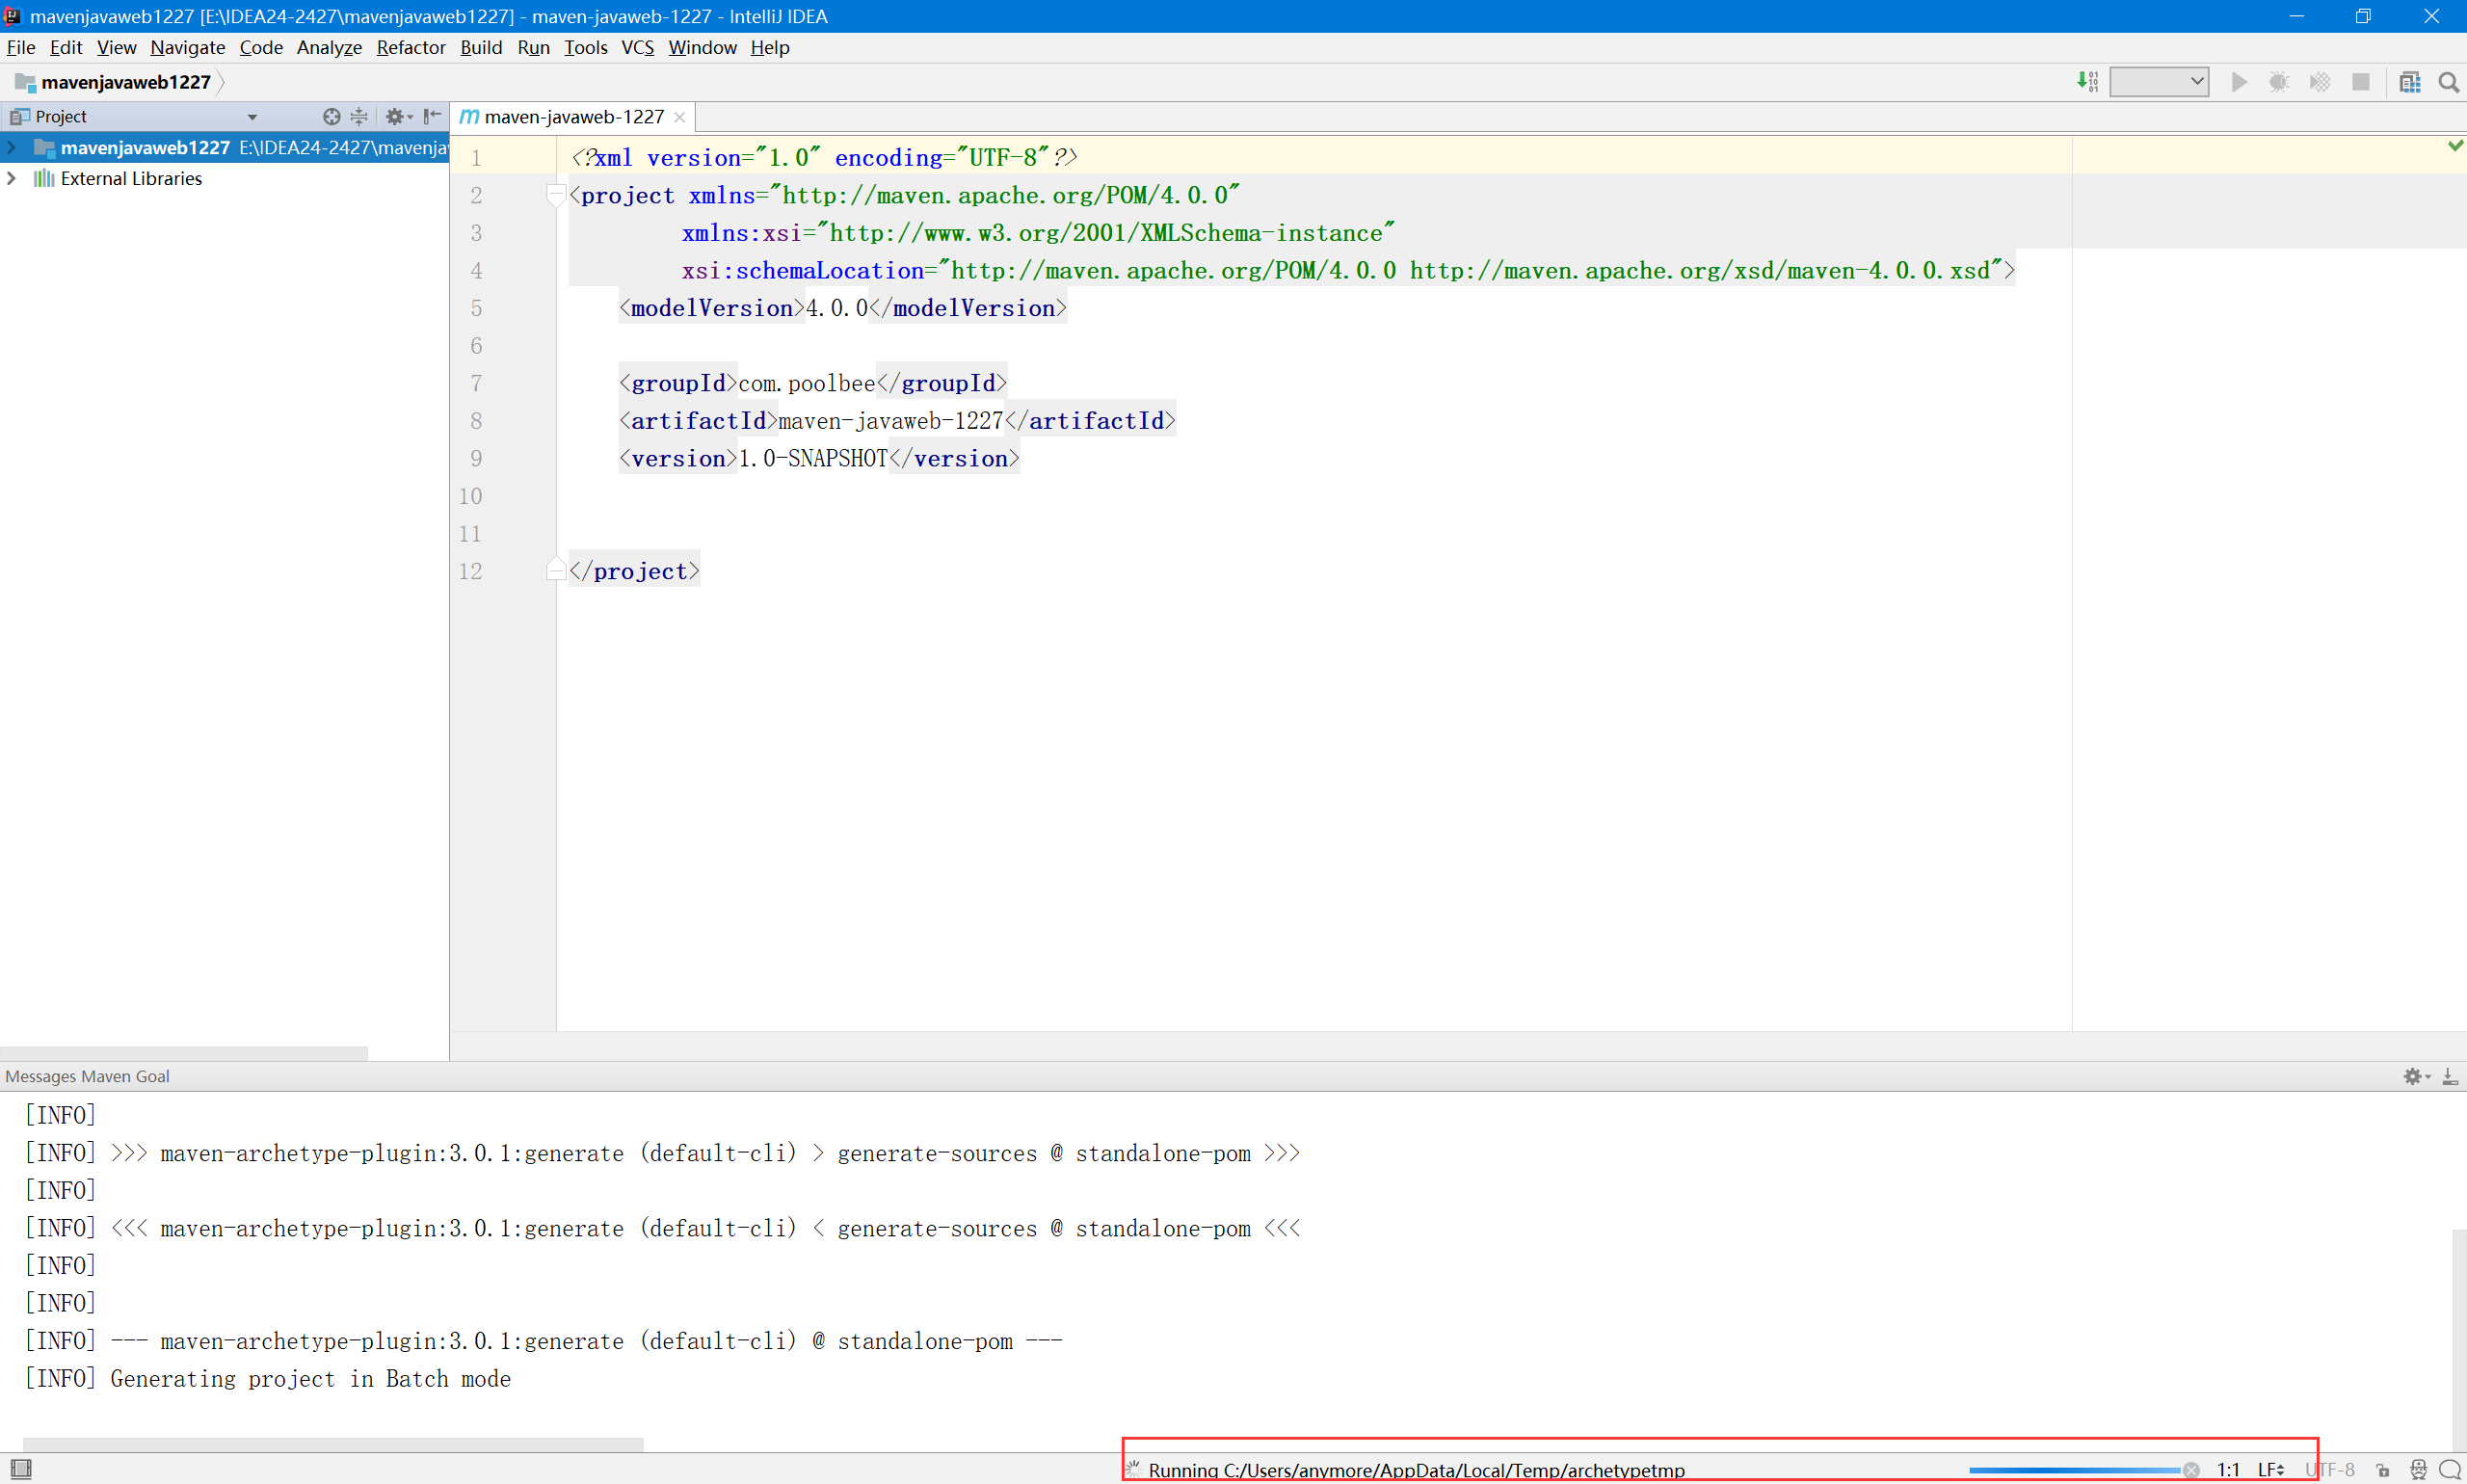 mavenjavaweb1227 [E:\IDEA24-2427\mavenjavaweb1227] - maven-javaweb-1227 - IntelliJ IDEA
File Edit View Navigate Code Analyze Refactor Build Run Tools VCS Window Help
mavenjavaweb1227
Project
maven-javaweb-1227
mavenjavaweb1227 E:\IDEA24-2427\mavenja
External Libraries
1 <?xml version="1.0" encoding="UTF-8"?>
2 <project xmlns="http://maven.apache.org/POM/4.0.0"
3 xmlns:xsi="http://www.w3.org/2001/XMLSchema-instance"
4 xsi:schemaLocation="http://maven.apache.org/POM/4.0.0 http://maven.apache.org/xsd/maven-4.0.0.xsd">
5 <modelVersion>4.0.0</modelVersion>
6
7 <groupId>com.poolbee</groupId>
8 <artifactId>maven-javaweb-1227</artifactId>
9 <version>1.0-SNAPSHOT</version>
10
11
12 </project>
Messages Maven Goal
[INFO]
[INFO] >>> maven-archetype-plugin:3.0.1:generate (default-cli) > generate-sources @ standalone-pom >>>
[INFO]
[INFO] <<< maven-archetype-plugin:3.0.1:generate (default-cli) < generate-sources @ standalone-pom <<<
[INFO]
[INFO]
[INFO] --- maven-archetype-plugin:3.0.1:generate (default-cli) @ standalone-pom ---
[INFO] Generating project in Batch mode
Running C:/Users/anymore/AppData/Local/Temp/archetypetmp 1:1 LF UTF-8